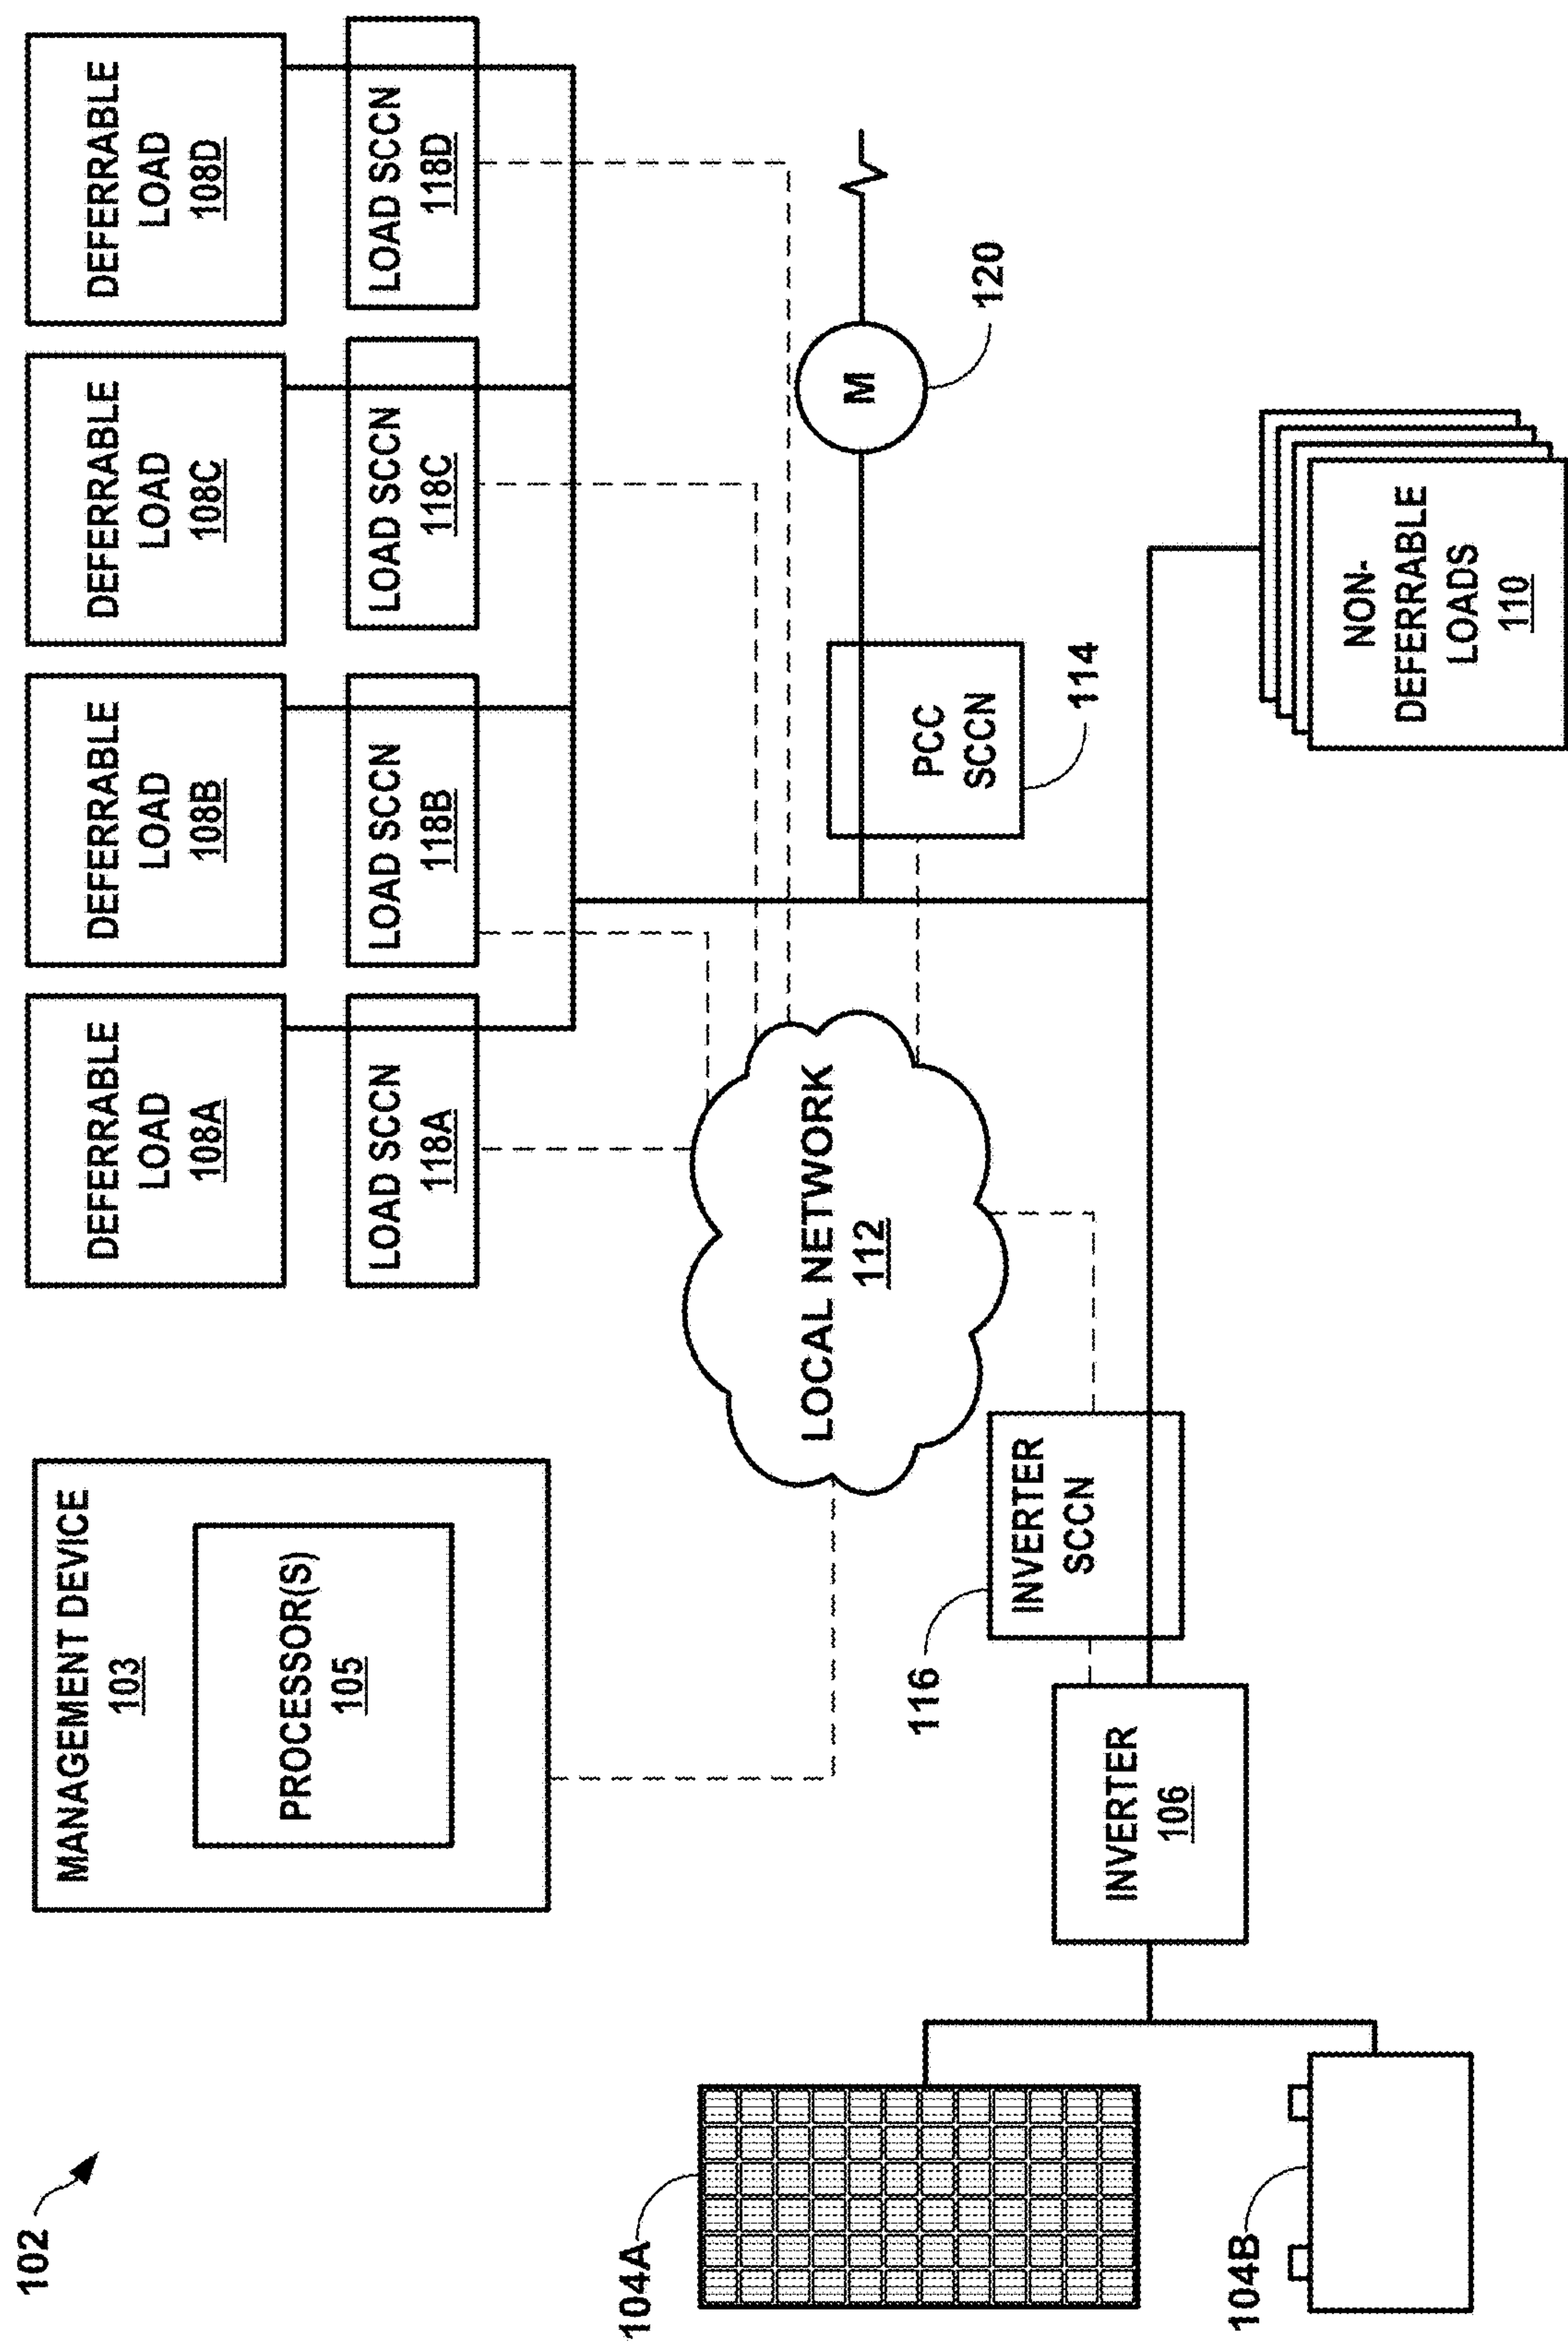 102
MANAGEMENT DEVICE
103
PROCESSOR(S)
105
DEFERRABLE
LOAD
108A
DEFERRABLE
LOAD
108B
DEFERRABLE
LOAD
108C
DEFERRABLE
LOAD
108D
LOAD SCCN
118A
LOAD SCCN
118B
LOAD SCCN
118C
LOAD SCCN
118D
LOCAL NETWORK
112
M
120
PCC
SCCN
114
104A
116
INVERTER
SCCN
INVERTER
106
104B
NON-
DEFERRABLE
LOADS
110